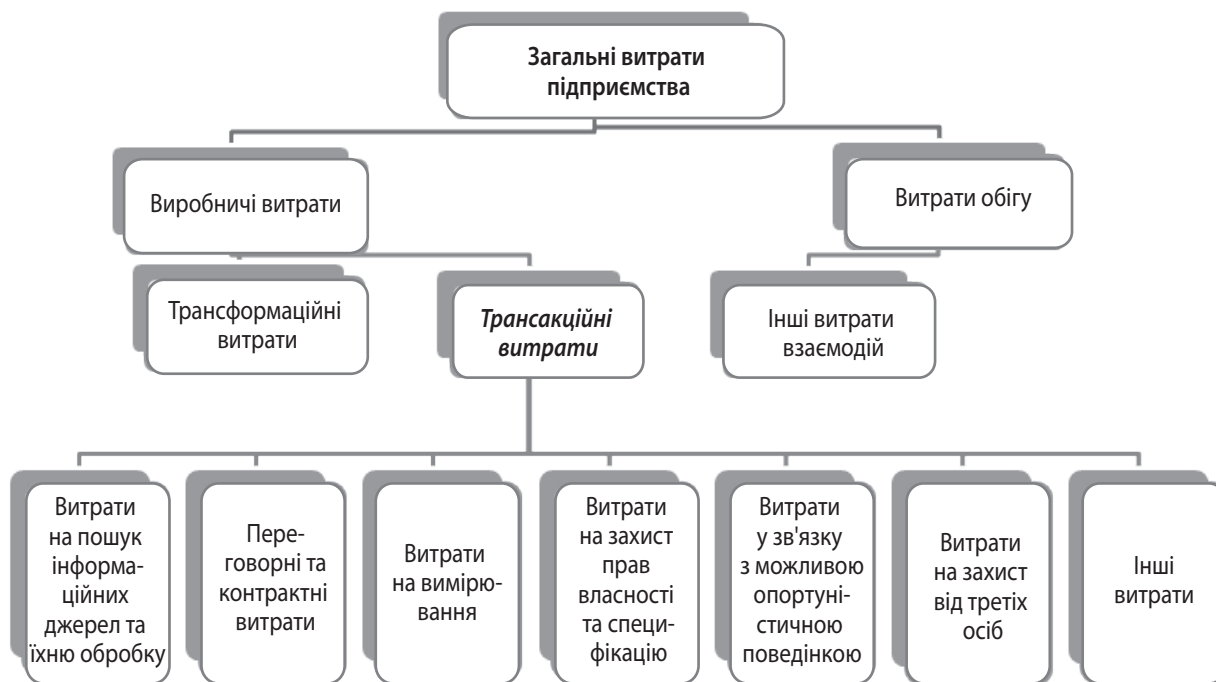 Загальні витрати
підприємства
Виробничі витрати
Витрати обігу
Трансформаційні
витрати
Трансакційні
витрати
Інші витрати
взаємодій
Витрати
на пошук
інформа-
ційних
джерел та
їхню обробку
Пере-
говорні та
контрактні
витрати
Витрати
на вимірю-
вання
Витрати
на захист
прав
власності
та специ-
фікацію
Витрати
у зв'язку
з можливою
опортуні-
стичною
поведінкою
Витрати
на захист
від третіх
осіб
Інші
витрати